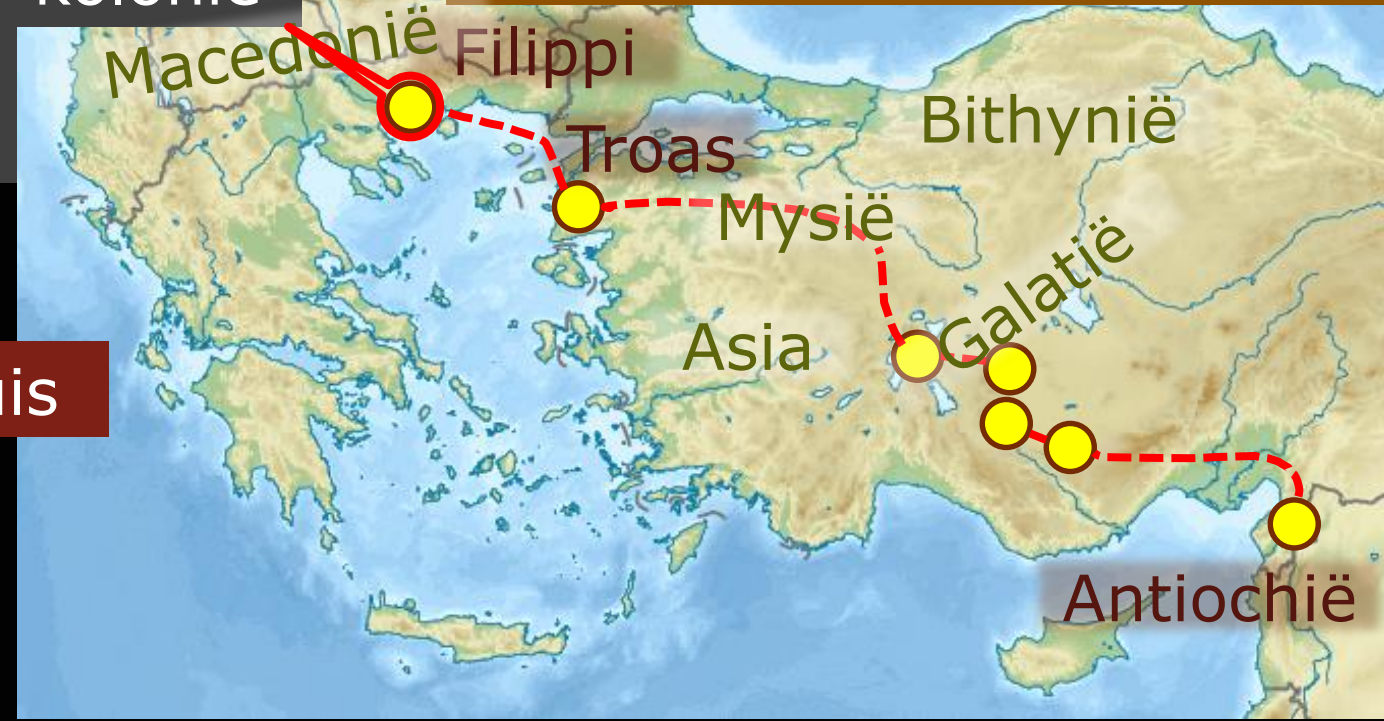 Macedonië
Filippi
Troas
Bithynië
Mysië
Galatië
Asia
Antiochië